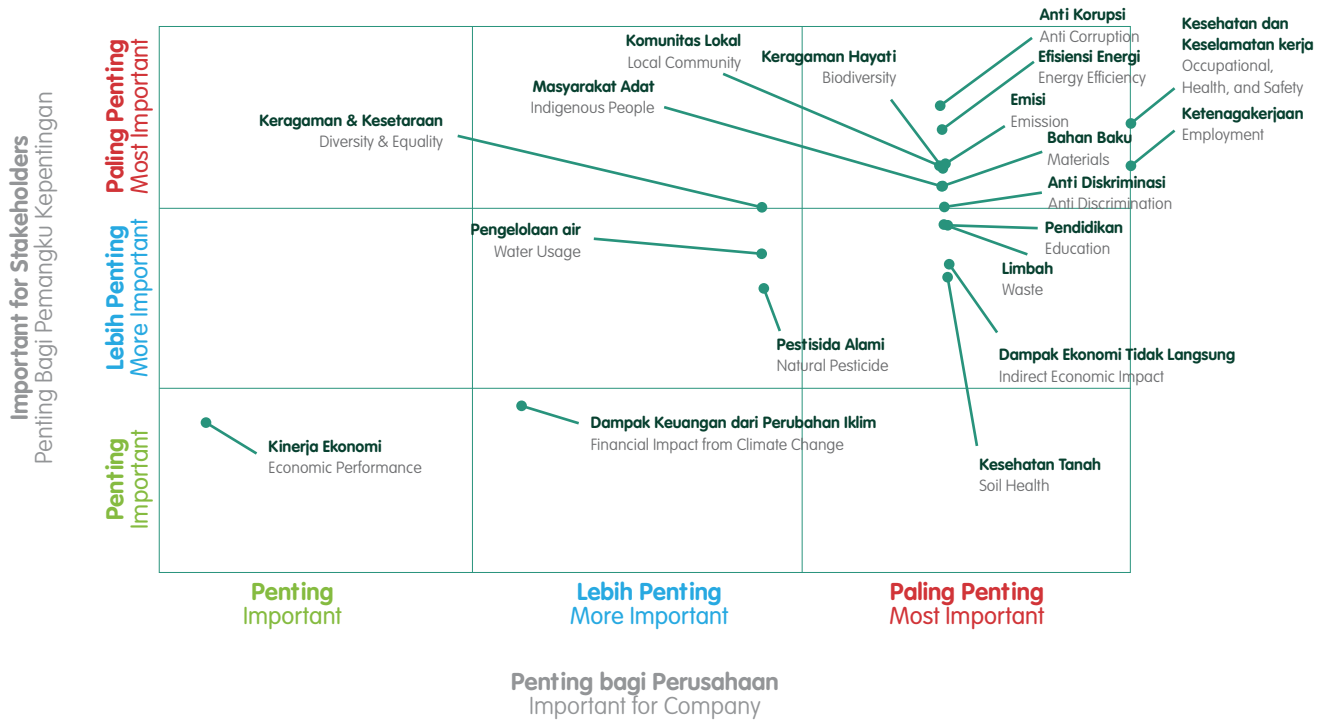 Important for Stakeholders
Penting Bagi Pemangku Kepentingan
Paling Penting
Most Important
Lebih Penting
More Important
Penting
Important
Anti Korupsi
Anti Corruption
Efisiensi Energi
Energy Efficiency
Emisi
Emission
Bahan Baku
Materials
Anti Diskriminasi
Anti Discrimination
Pendidikan
Education
Limbah
Waste
Kesehatan dan
Keselamatan kerja
Occupational,
Health, and Safety
Ketenagakerjaan
Employment
Komunitas Lokal
Local Community
Keragaman Hayati
Biodiversity
Masyarakat Adat
Indigenous People
Keragaman & Kesetaraan
Diversity & Equality
Pengelolaan air
Water Usage
Pestisida Alami
Natural Pesticide
Dampak Ekonomi Tidak Langsung
Indirect Economic Impact
Kinerja Ekonomi
Economic Performance
Dampak Keuangan dari Perubahan Iklim
Financial Impact from Climate Change
Kesehatan Tanah
Soil Health
Penting
Important
Lebih Penting
More Important
Paling Penting
Most Important
Penting bagi Perusahaan
Important for Company